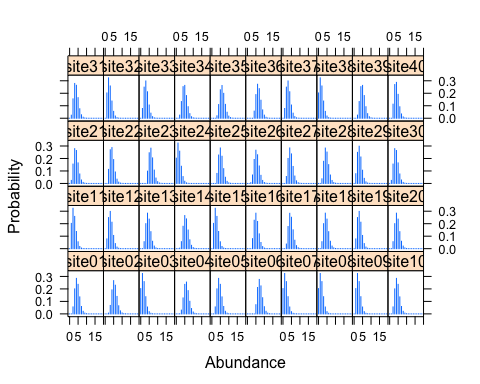 05 15 05 15 05 15 05 15
site31 site32 site33 site34 site35 site36 site37 site38 site39 site40
0.3
0.2
0.1
0.0
site21 site22 site23 site24 site25 site26 site27 site28 site29 site30
0.3
0.2
0.1
0.0
site11 site12 site13 site14 site15 site16 site17 site18 site19 site20
0.3
0.2
0.1
0.0
site01 site02 site03 site04 site05 site06 site07 site08 site09 site10
0.3
0.2
0.1
0.0
05 15 05 15 05 15 05 15 05 15
Probability
Abundance